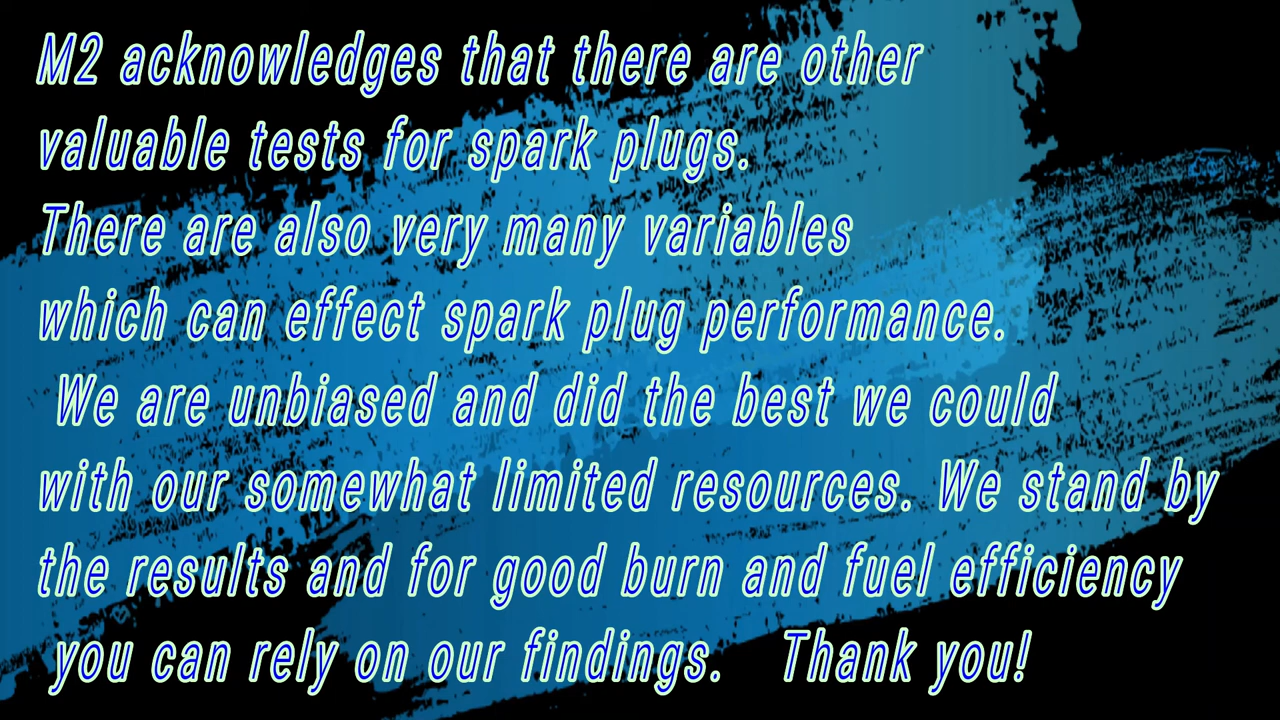 M2 acknowledges that there are other
valuable tests for spark plugs.
There are also very many variables
which can effect spark plug performance.
We are unbiased and did the best we could
with our somewhat limited resources. We stand by
the results and for good burn and fuel efficiency
you can rely on our findings. Thank you!